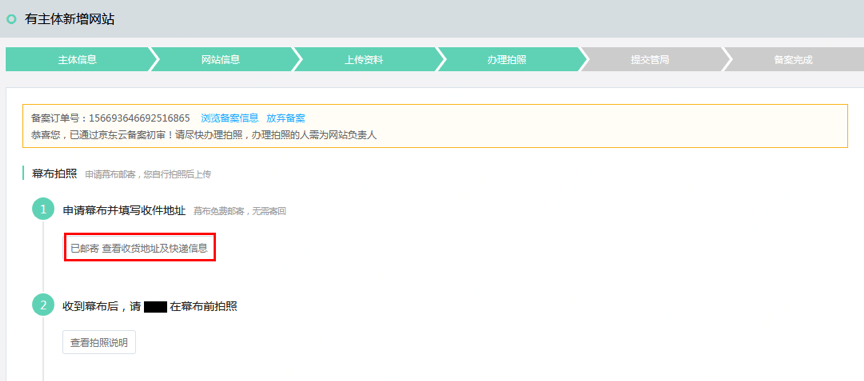 有主体新增网站
主体信息 网站信息 上传资料 办理拍照 提交管局 备案完成
备案订单号：156693646692516865 浏览备案信息 放弃备案
恭喜您，已通过京东云备案初审！请尽快办理拍照，办理拍照的人需为网站负责人
幕布拍照 申请幕布邮寄，您自行拍照后上传
1 申请幕布并填写收件地址 幕布免费邮寄，无需寄回
已邮寄 查看收货地址及快递信息
2 收到幕布后，请 在幕布前拍照
查看拍照说明